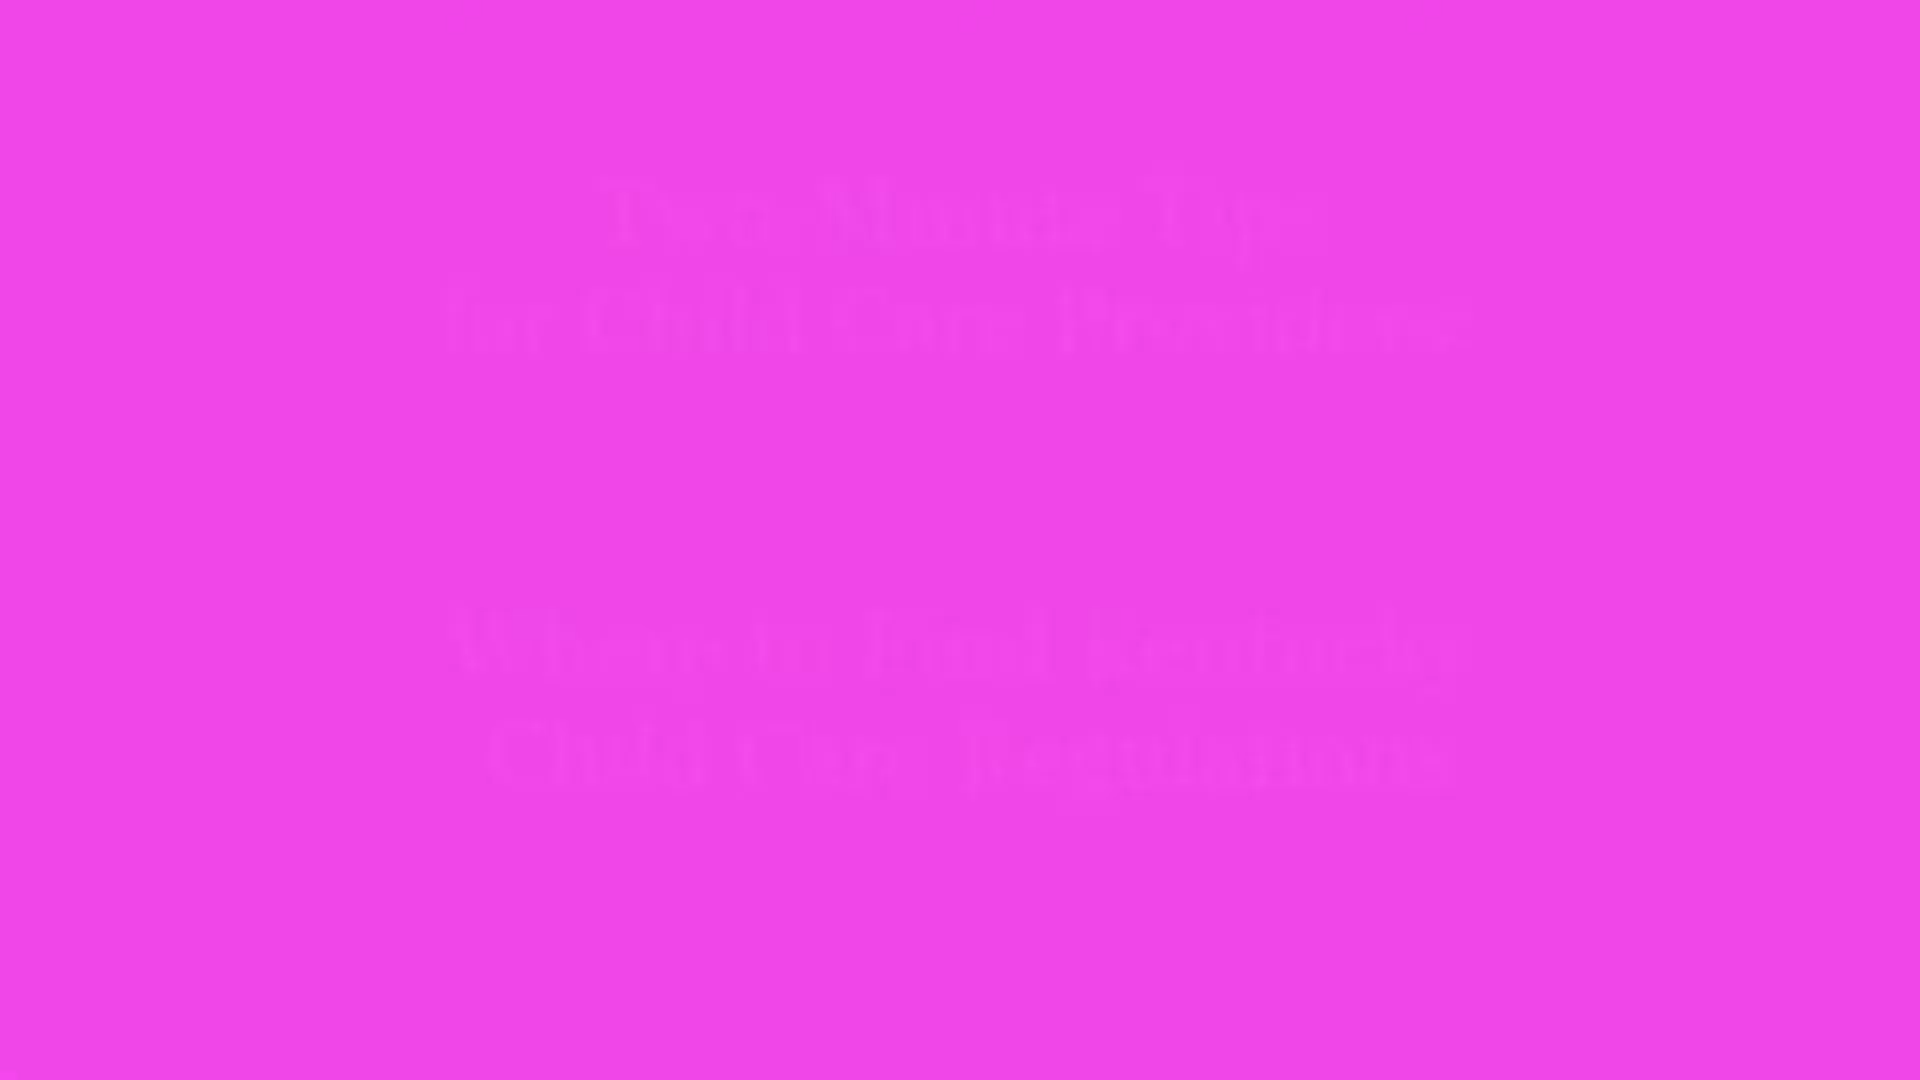 Two Minute Tips
for Child Care Providers:
Where to Find Kentucky
Child Care Regulations